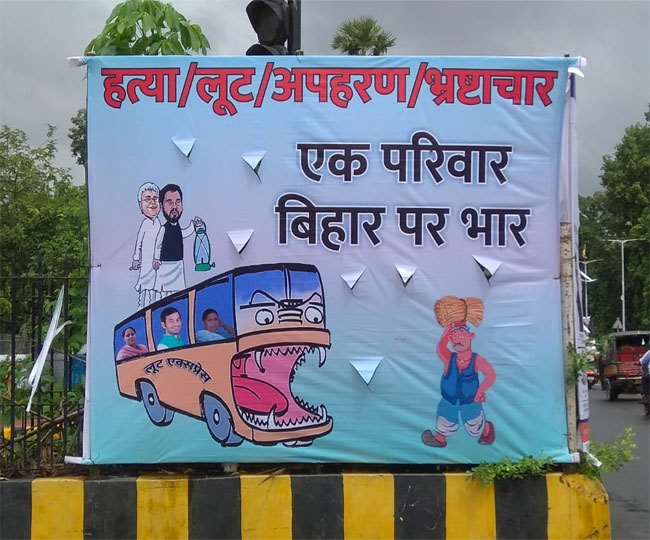 हत्या/लूट/अपहरण/भ्रष्टाचार
एक परिवार
बिहार पर भार
लूट एक्सप्रेस